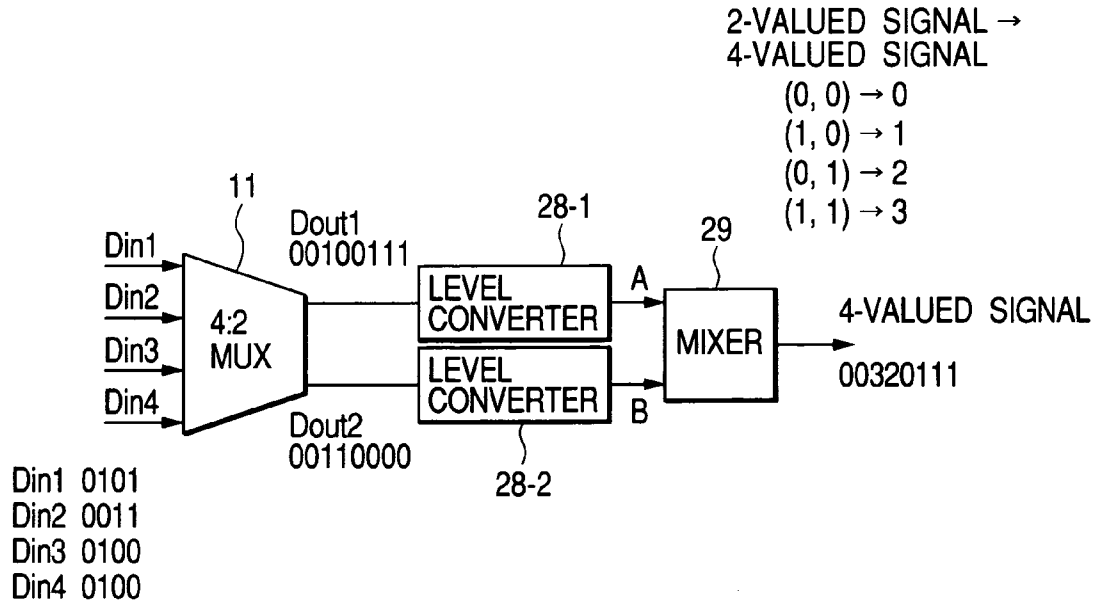 2-VALUED SIGNAL →
4-VALUED SIGNAL
(0, 0) → 0
(1, 0) → 1
(0, 1) → 2
(1, 1) → 3
11
Din1
Din2
Din3
Din4
4:2
MUX
Dout1
00100111
Dout2
00110000
28-1
LEVEL
CONVERTER
LEVEL
CONVERTER
28-2
A
B
29
MIXER
4-VALUED SIGNAL
00320111
Din1 0101
Din2 0011
Din3 0100
Din4 0100